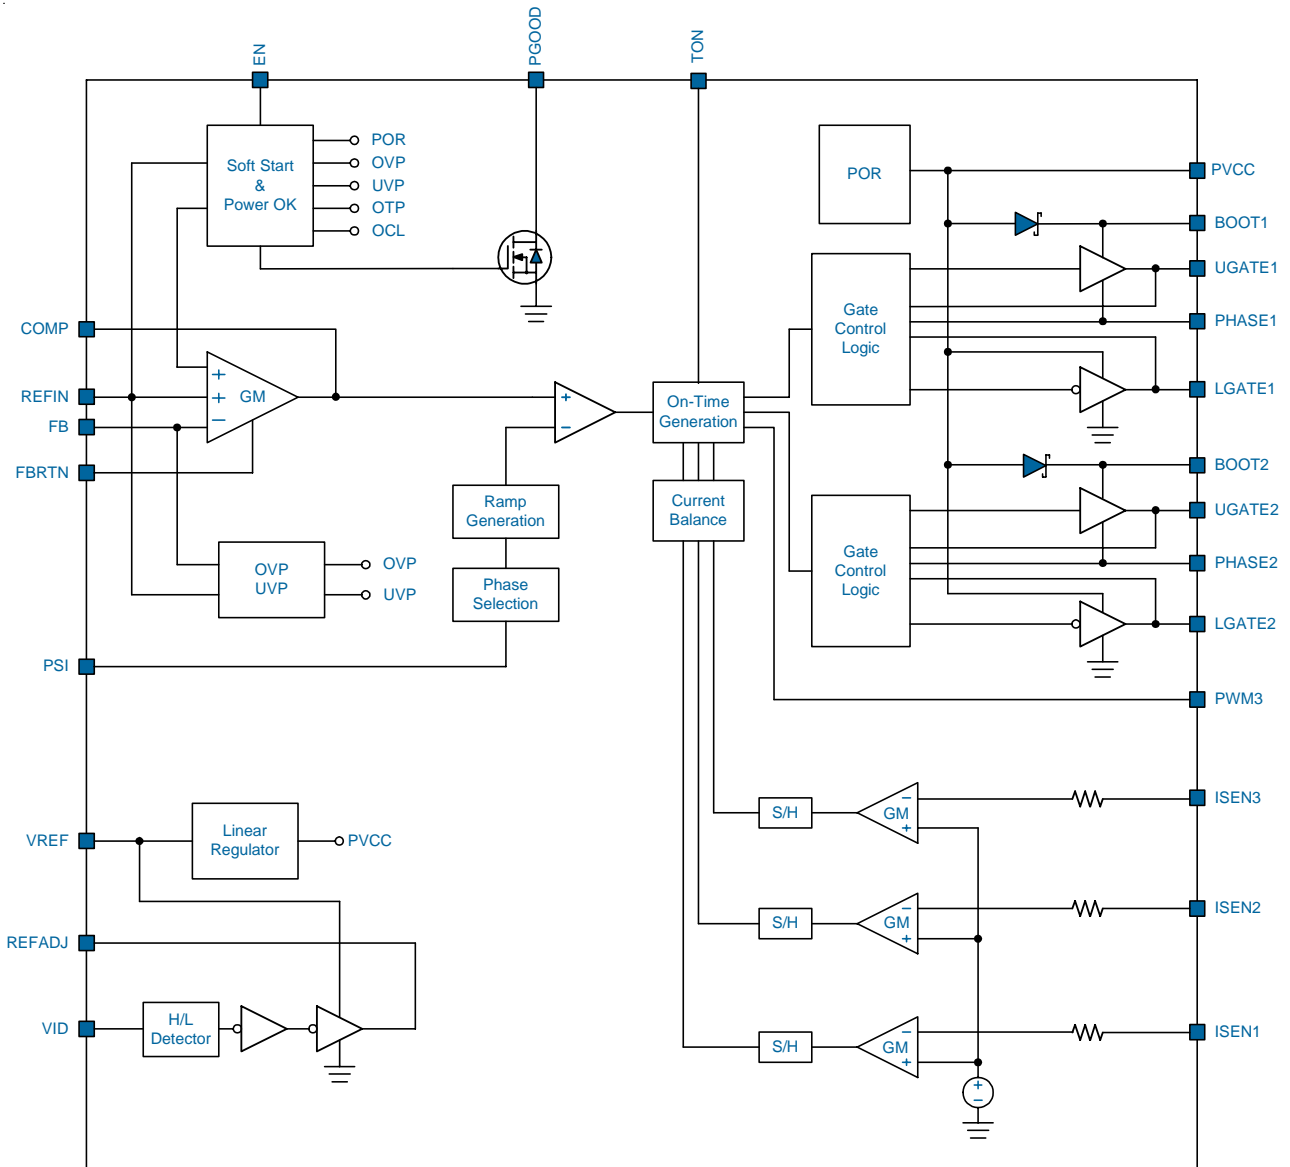 EN
PGOOD
TON
Soft Start
&
Power OK
POR
OVP
UVP
OTP
OCL
POR
PVCC
BOOT1
UGATE1
PHASE1
LGATE1
Gate
Control
Logic
COMP
REFIN
FB
FBRTN
+
+
−
GM
+
−
On-Time
Generation
Current
Balance
Ramp
Generation
Phase
Selection
OVP
UVP
OVP
UVP
PSI
BOOT2
UGATE2
PHASE2
LGATE2
Gate
Control
Logic
PWM3
VREF
Linear
Regulator
PVCC
REFADJ
VID
H/L
Detector
S/H
GM
−
+
ISEN3
S/H
GM
−
+
ISEN2
S/H
GM
−
+
ISEN1
+
−